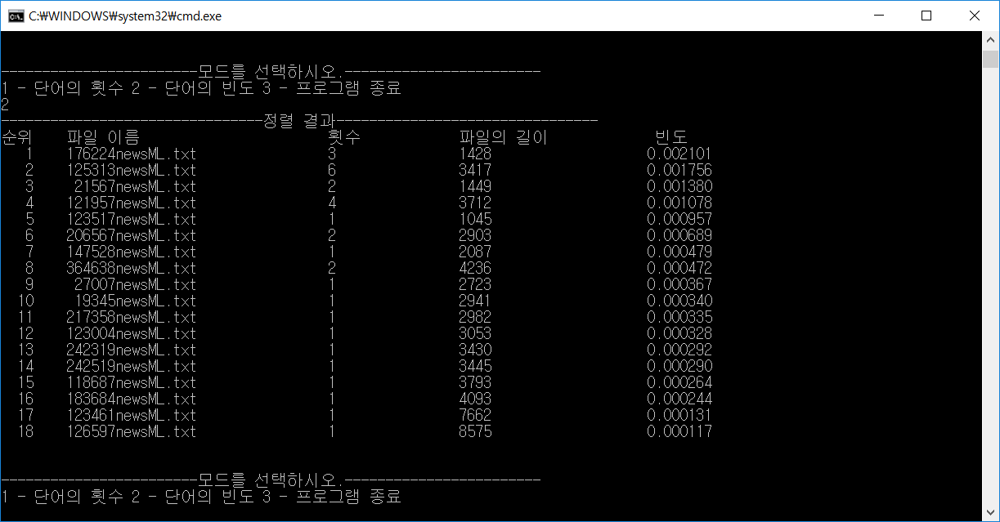 C:₩WINDOWS₩system32₩cmd.exe
------------------------모드를 선택하시오.------------------------
1 - 단어의 횟수 2 - 단어의 빈도 3 - 프로그램 종료
2
--------------------------------정렬 결과--------------------------------
순위 파일 이름 횟수 파일의 길이 빈도
1 176224newsML.txt 3 1428 0.002101
2 125313newsML.txt 6 3417 0.001756
3 21567newsML.txt 2 1449 0.001380
4 121957newsML.txt 4 3712 0.001078
5 123517newsML.txt 1 1045 0.000957
6 206567newsML.txt 2 2903 0.000689
7 147528newsML.txt 1 2087 0.000479
8 364638newsML.txt 2 4236 0.000472
9 27007newsML.txt 1 2723 0.000367
10 19345newsML.txt 1 2941 0.000340
11 217358newsML.txt 1 2982 0.000335
12 123004newsML.txt 1 3053 0.000328
13 242319newsML.txt 1 3430 0.000292
14 242519newsML.txt 1 3445 0.000290
15 118687newsML.txt 1 3793 0.000264
16 183684newsML.txt 1 4093 0.000244
17 123461newsML.txt 1 7662 0.000131
18 126597newsML.txt 1 8575 0.000117
------------------------모드를 선택하시오.------------------------
1 - 단어의 횟수 2 - 단어의 빈도 3 - 프로그램 종료